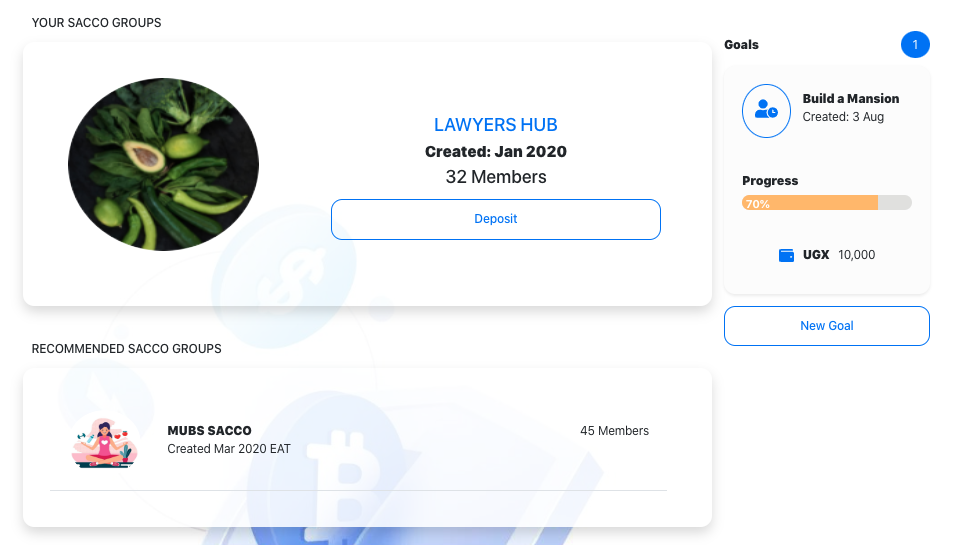 YOUR SACCO GROUPS
LAWYERS HUB
Created: Jan 2020
32 Members
Deposit
Goals
1
Build a Mansion
Created: 3 Aug
Progress
70%
UGX 10,000
New Goal
RECOMMENDED SACCO GROUPS
MUBS SACCO
45 Members
Created Mar 2020 EAT